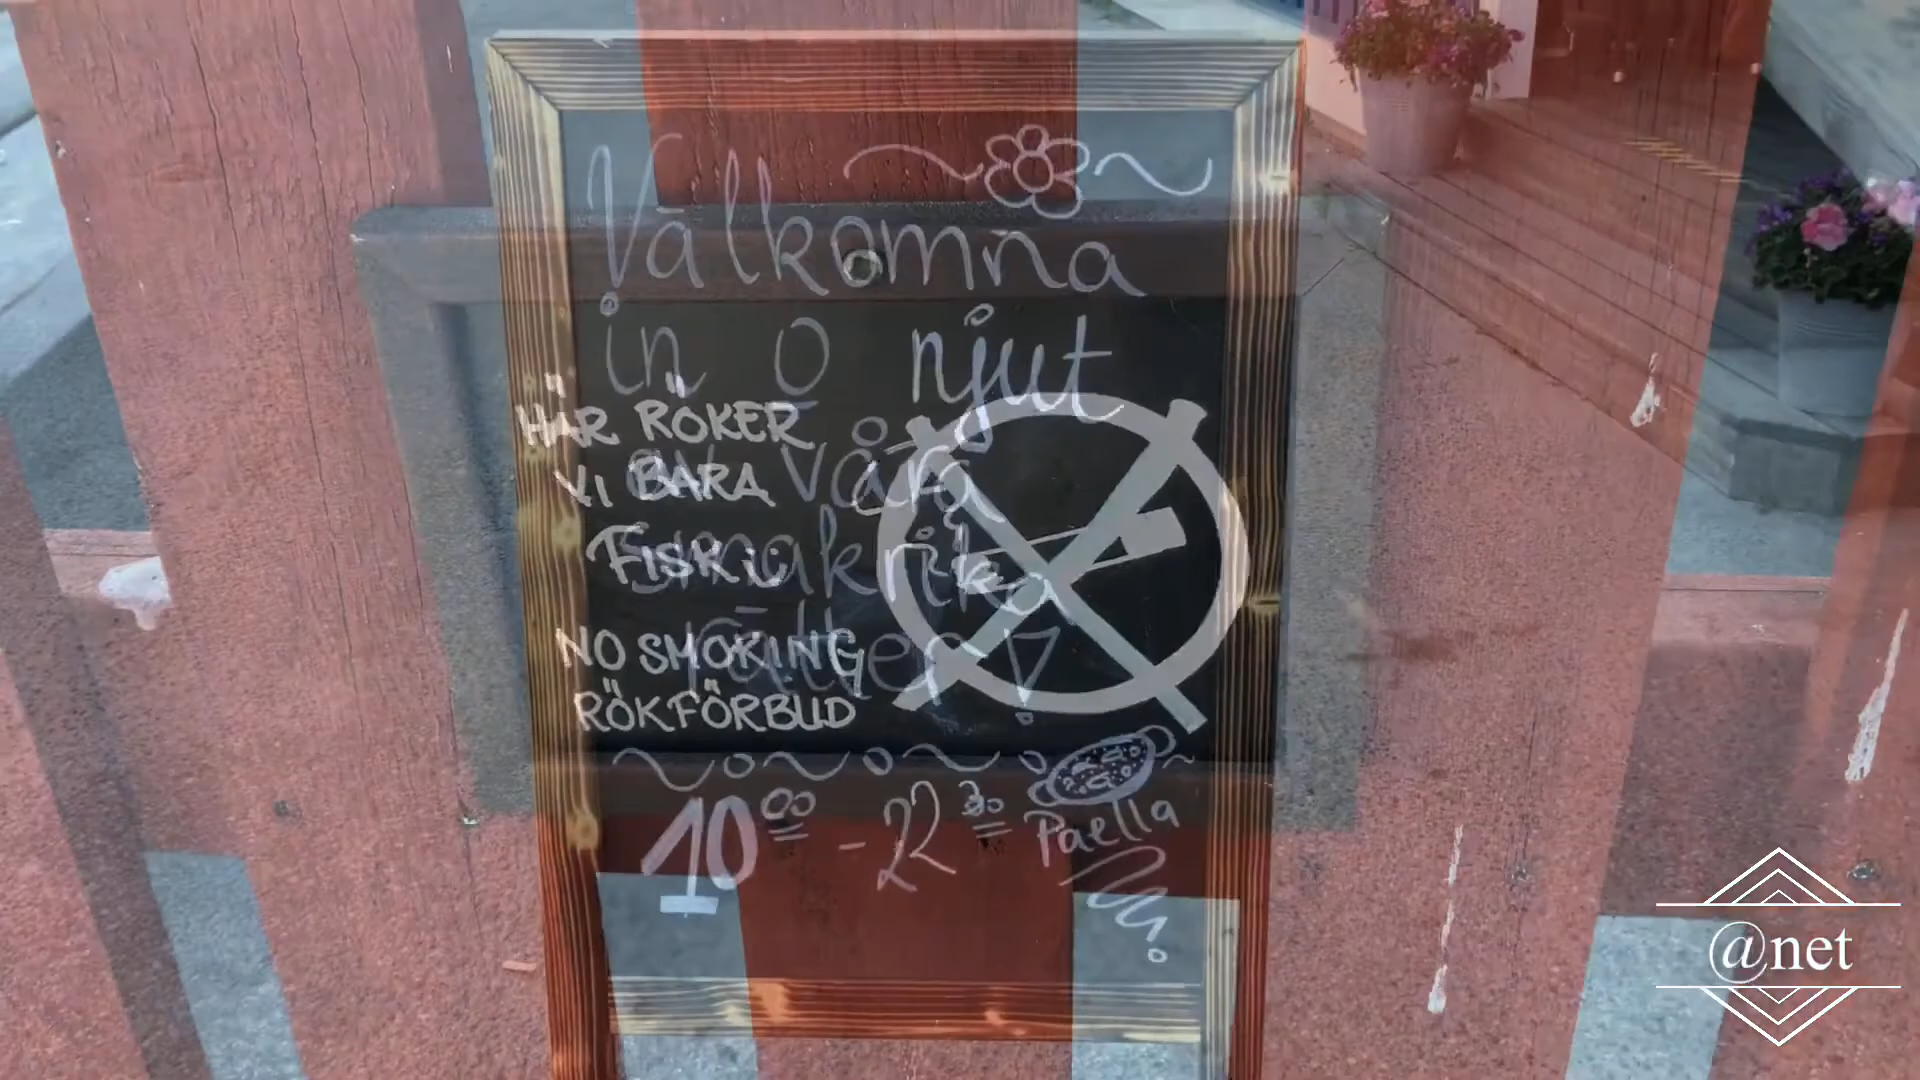 Välkomna
in o njut
av våra
smakrika
rätter!
10⁰⁰ - 22³⁰
Paella
HÄR RÖKER
VI BARA
FISK
NO SMOKING
RÖKFÖRBUD
@net